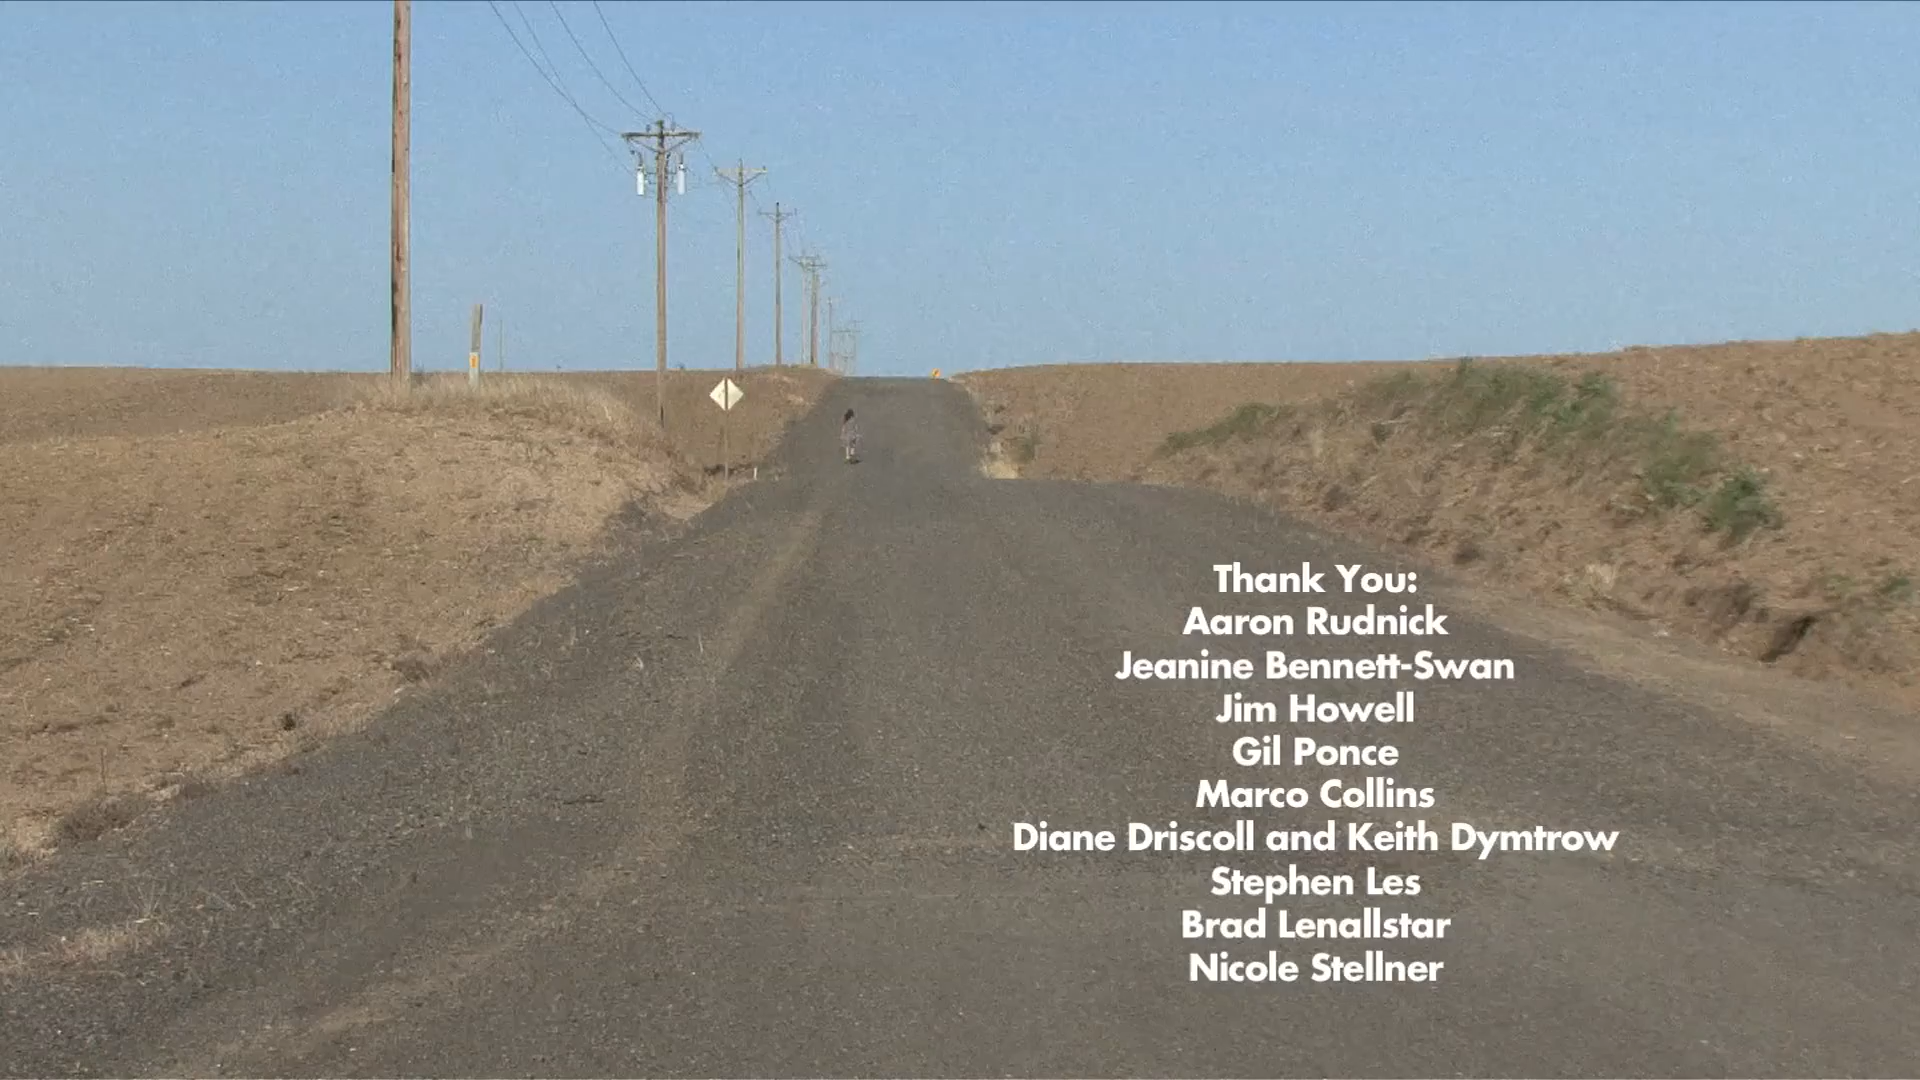 Thank You:
Aaron Rudnick
Jeanine Bennett-Swan
Jim Howell
Gil Ponce
Marco Collins
Diane Driscoll and Keith Dymtrow
Stephen Les
Brad Lenallstar
Nicole Stellner